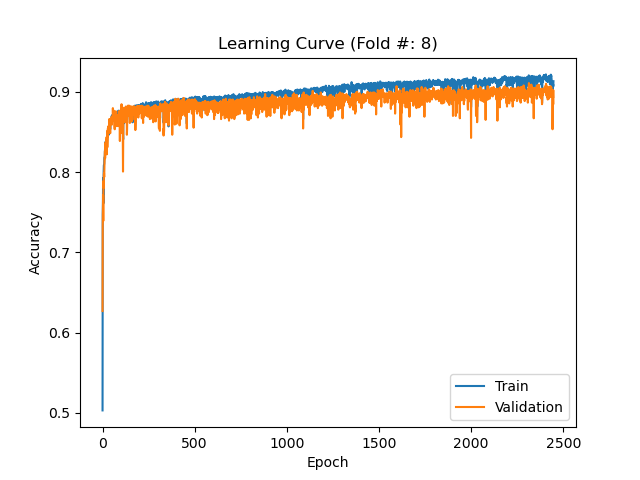 Learning Curve (Fold #: 8)
Accuracy
0.9
0.8
0.7
0.6
0.5
0
500
1000
1500
2000
2500
Epoch
Train
Validation